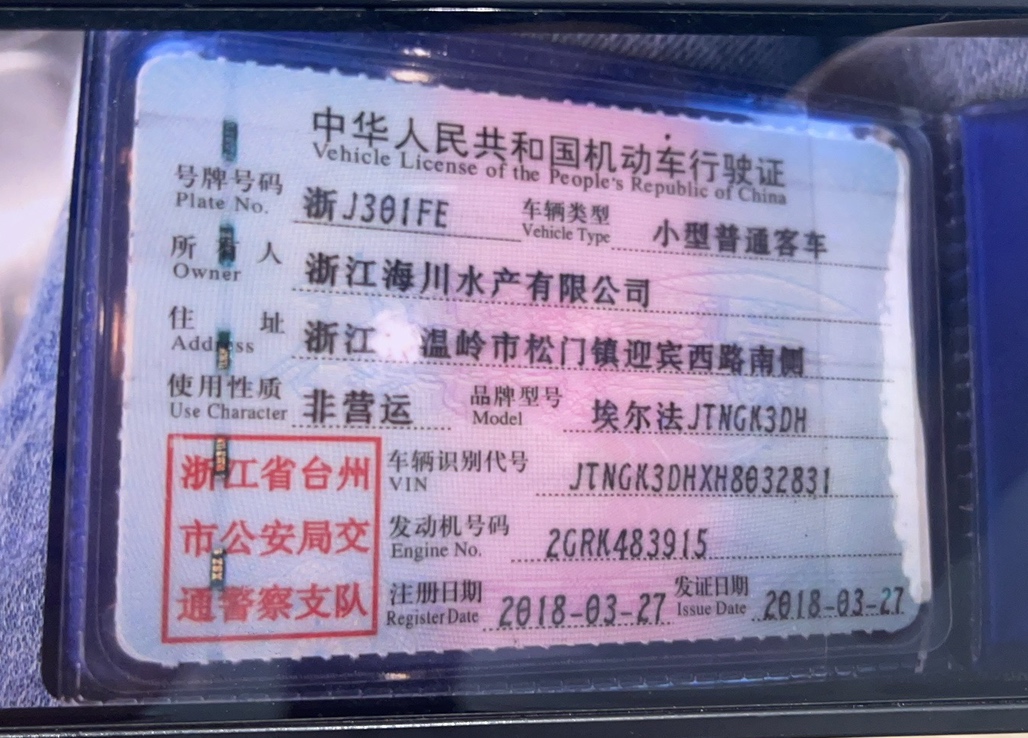 中华人民共和国机动车行驶证
Vehicle License of the People's Republic of China
号牌号码 浙J301FE 车辆类型 小型普通客车
Plate No. Vehicle Type
所有人 浙江海川水产有限公司
Owner
住址 浙江 温岭市松门镇迎宾西路南侧
Address
使用性质 非营运 品牌型号 埃尔法JTNGK3DH
Use Character Model
浙江省台州
市公安局交
通警察支队
车辆识别代号 JTNGK3DHXH8032831
VIN
发动机号码 2GRK483915
Engine No.
注册日期 2018-03-27 发证日期 2018-03-27
Register Date Issue Date